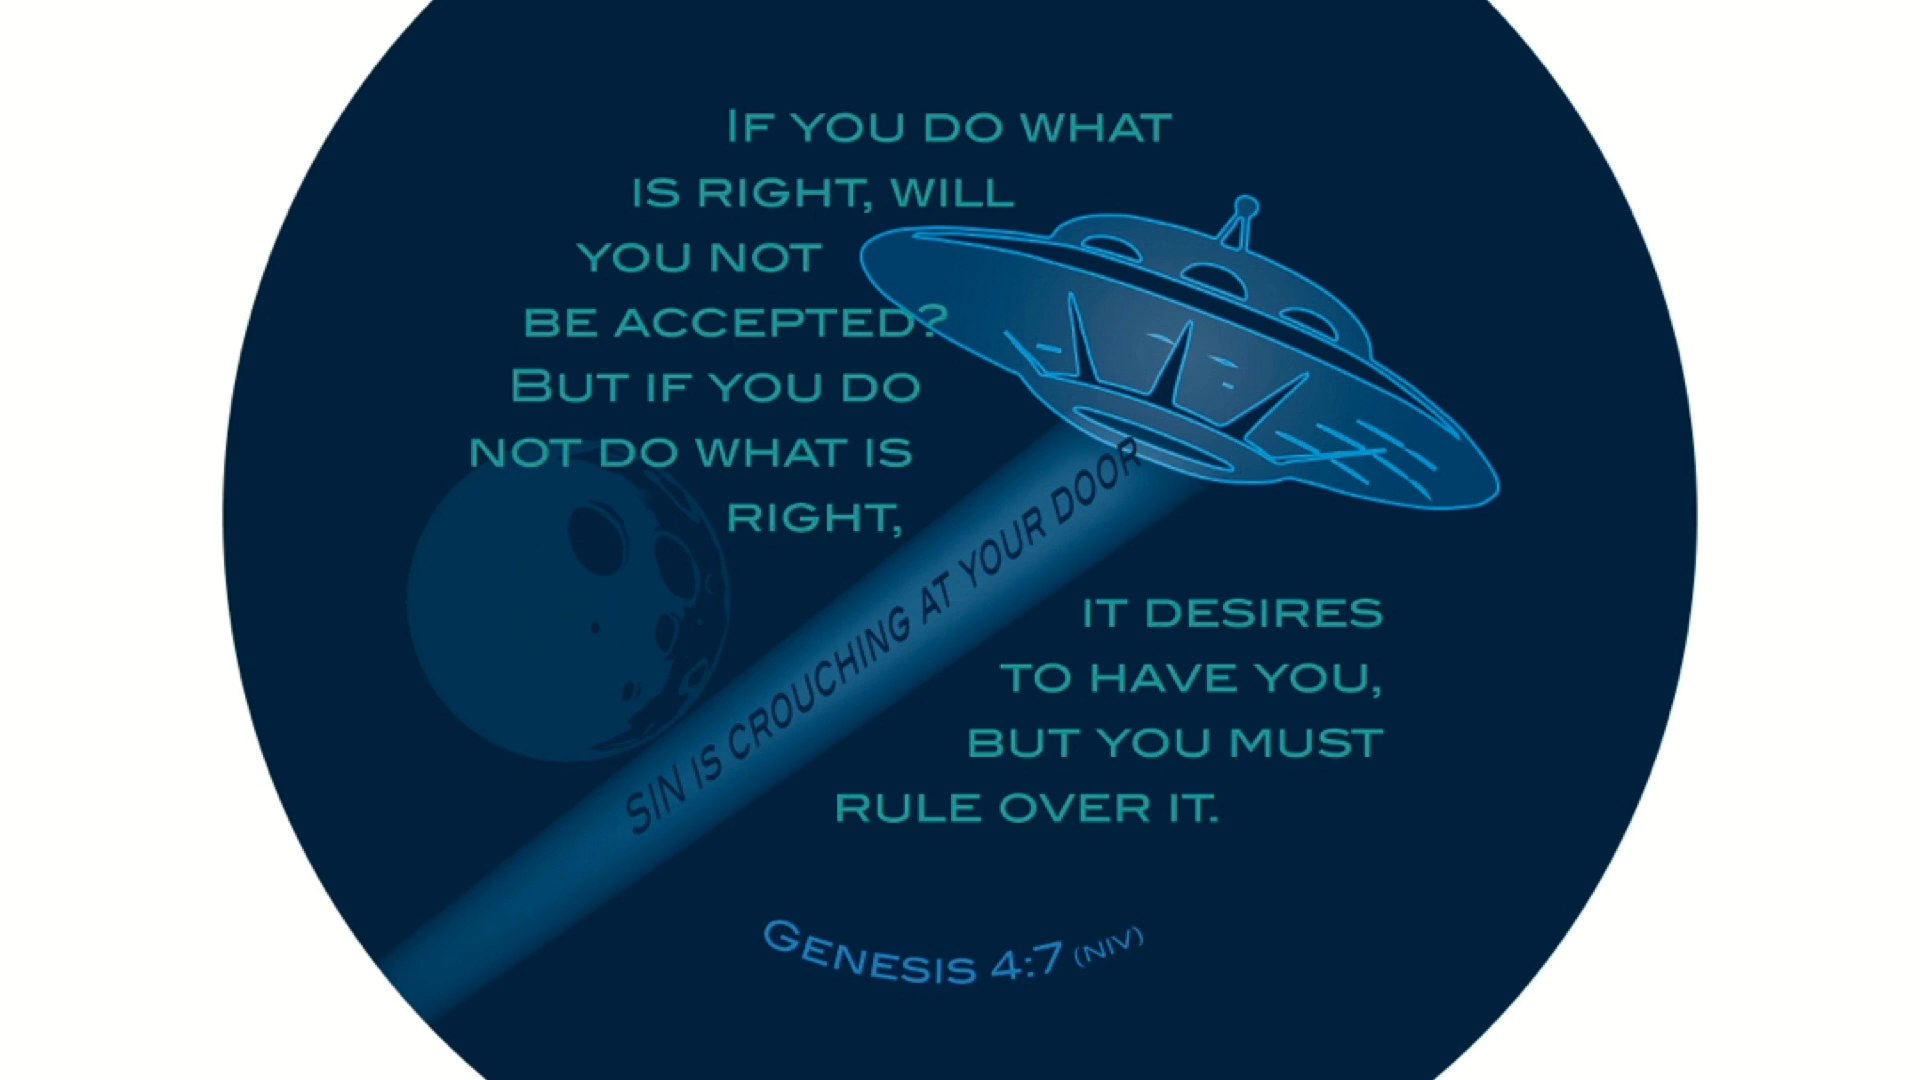 IF YOU DO WHAT
IS RIGHT, WILL
YOU NOT
BE ACCEPTED?
BUT IF YOU DO
NOT DO WHAT IS
RIGHT,
SIN IS CROUCHING AT YOUR DOOR
IT DESIRES
TO HAVE YOU,
BUT YOU MUST
RULE OVER IT.
GENESIS 4:7 (NIV)